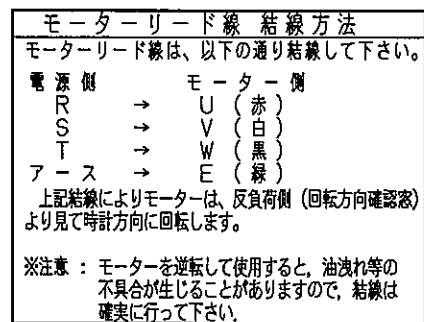 モーターリード線 結線方法
モーターリード線は、以下の通り結線して下さい。
電源側 モーター側
R → U (赤)
S → V (白)
T → W (黒)
アース → E (緑)
上記結線によりモーターは、反負荷側 (回転方向確認窓)
より見て時計方向に回転します。
※注意 : モーターを逆転して使用すると, 油洩れ等の
不具合が生じることがありますので, 結線は
確実に行って下さい.